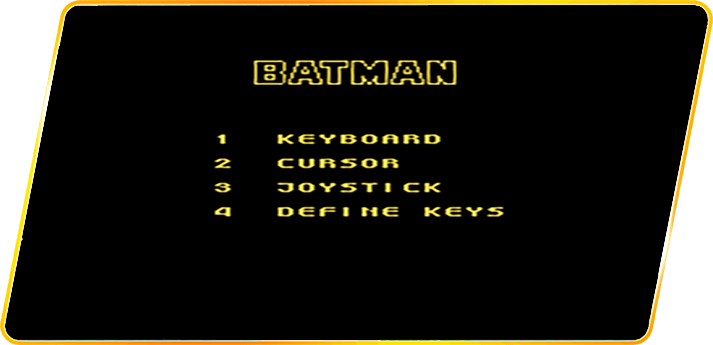 BATMAN
1 KEYBOARD
2 CURSOR
3 JOYSTICK
4 DEFINE KEYS